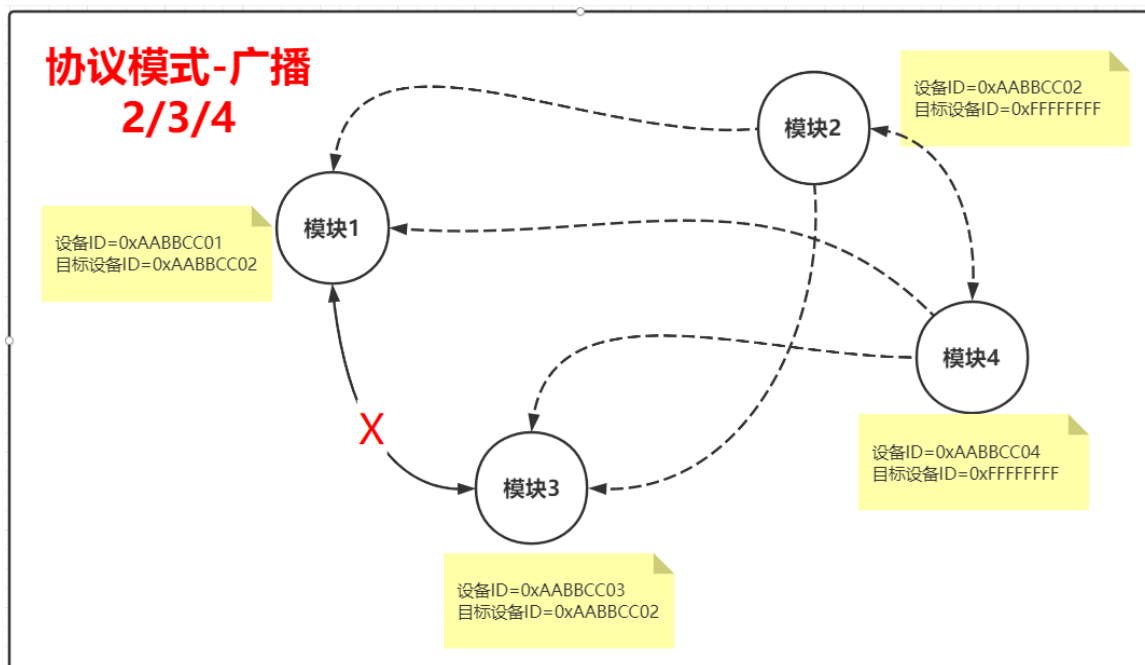 协议模式-广播
2/3/4
设备ID=0xAABBCC02
目标设备ID=0xFFFFFFFF
模块2
模块1
设备ID=0xAABBCC01
目标设备ID=0xAABBCC02
模块4
X
设备ID=0xAABBCC04
目标设备ID=0xFFFFFFFF
模块3
设备ID=0xAABBCC03
目标设备ID=0xAABBCC02